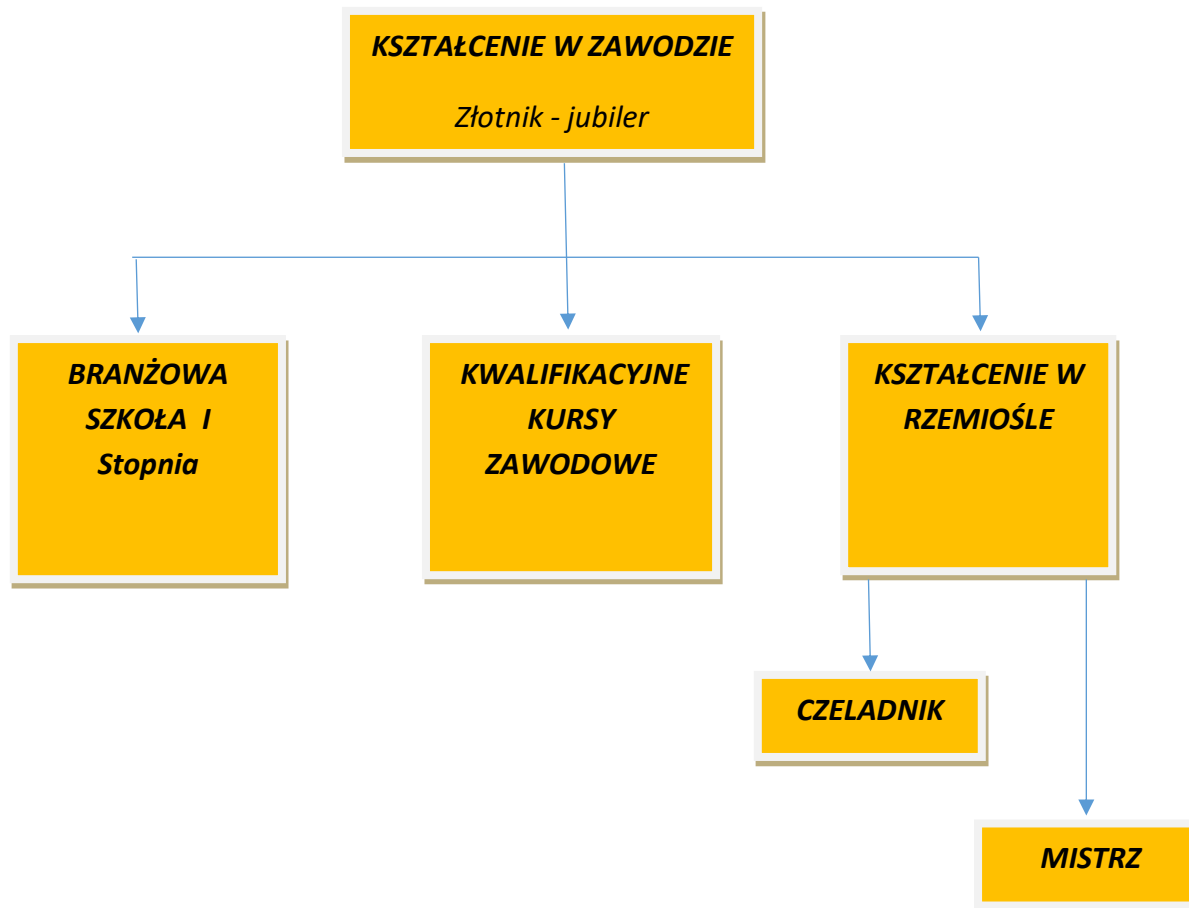 KSZTAŁCENIE W ZAWODZIE
Złotnik - jubiler
BRANŻOWA
SZKOŁA I
Stopnia
KWALIFIKACYJNE
KURSY
ZAWODOWE
KSZTAŁCENIE W
RZEMIOŚLE
CZELADNIK
MISTRZ